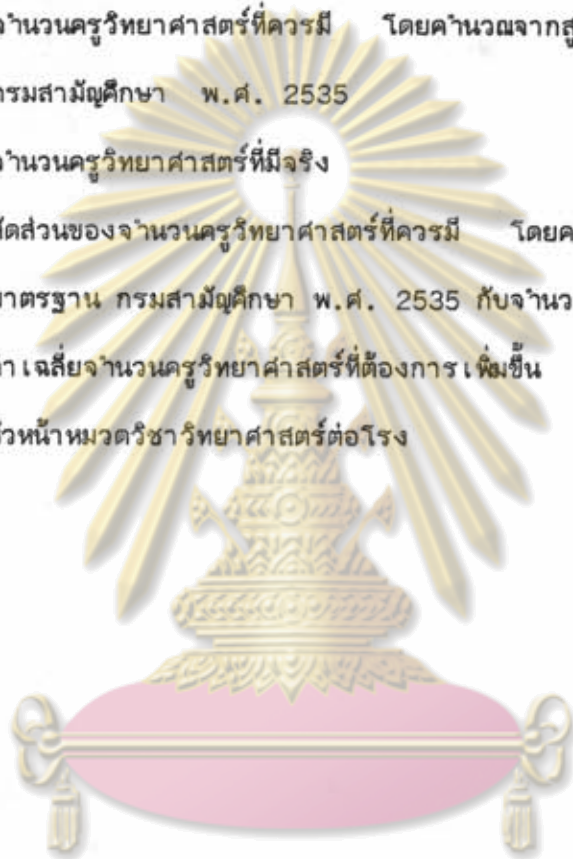 จำนวนครูวิทยาศาสตร์ที่ควรมี โดยคำนวณจากสู
กรมสามัญศึกษา พ.ศ. 2535
จำนวนครูวิทยาศาสตร์ที่มีจริง
สัดส่วนของจำนวนครูวิทยาศาสตร์ที่ควรมี โดยค
มาตรฐาน กรมสามัญศึกษา พ.ศ. 2535 กับจำนว
าเฉลี่ยจำนวนครูวิทยาศาสตร์ที่ต้องการเพิ่มขึ้น
หัวหน้าหมวดวิชาวิทยาศาสตร์ต่อโรง